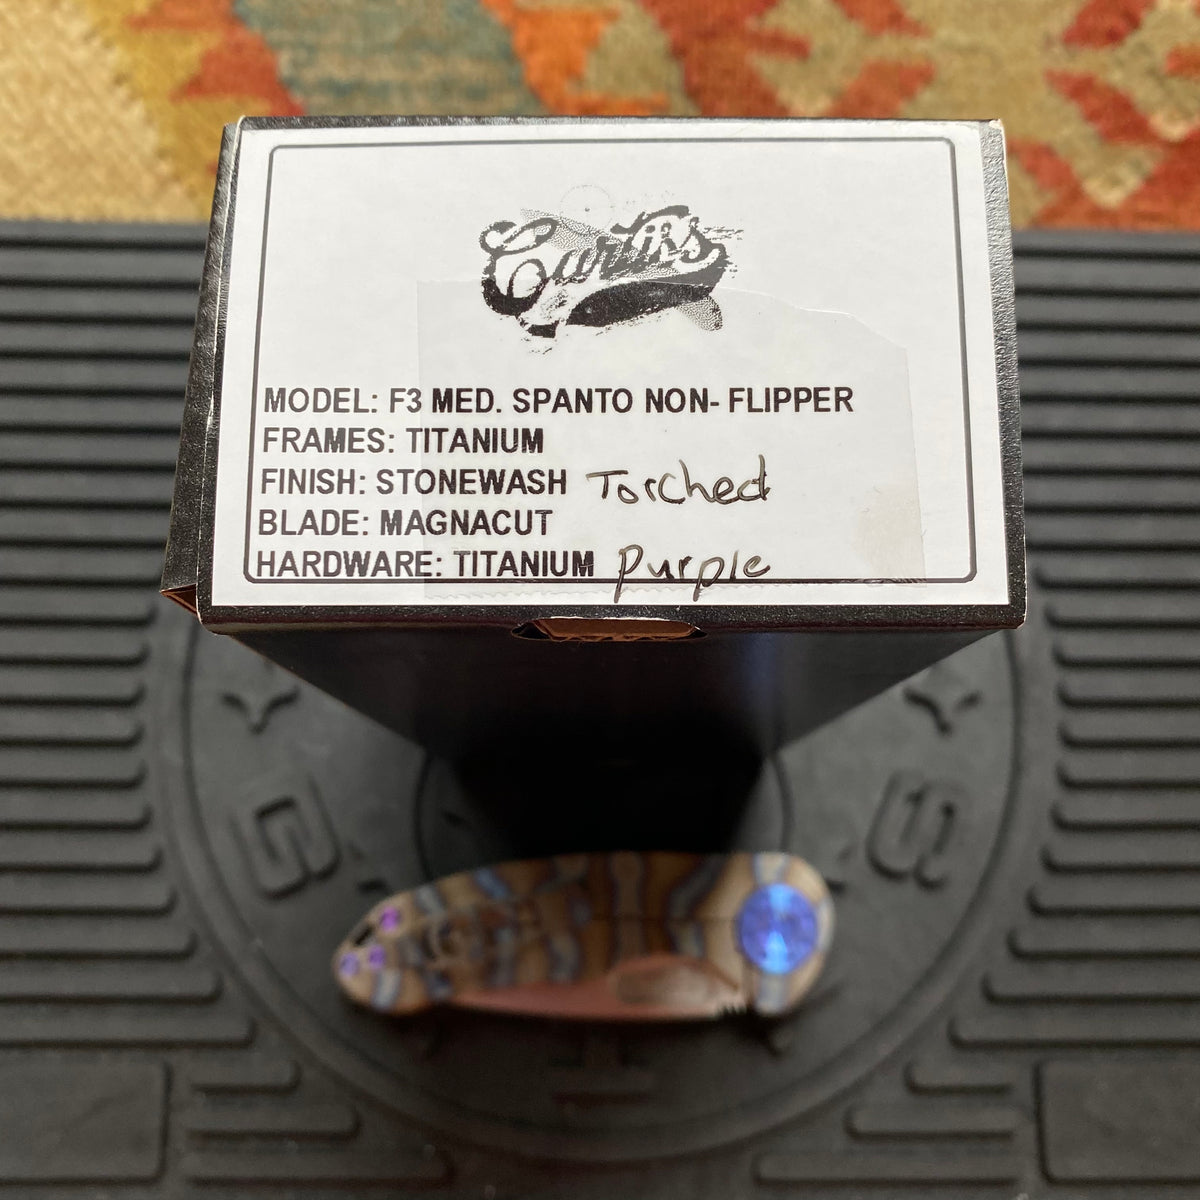 Curtiss
MODEL: F3 MED. SPANTO NON- FLIPPER
FRAMES: TITANIUM
FINISH: STONEWASH Torched
BLADE: MAGNACUT
HARDWARE: TITANIUM Purple
G S